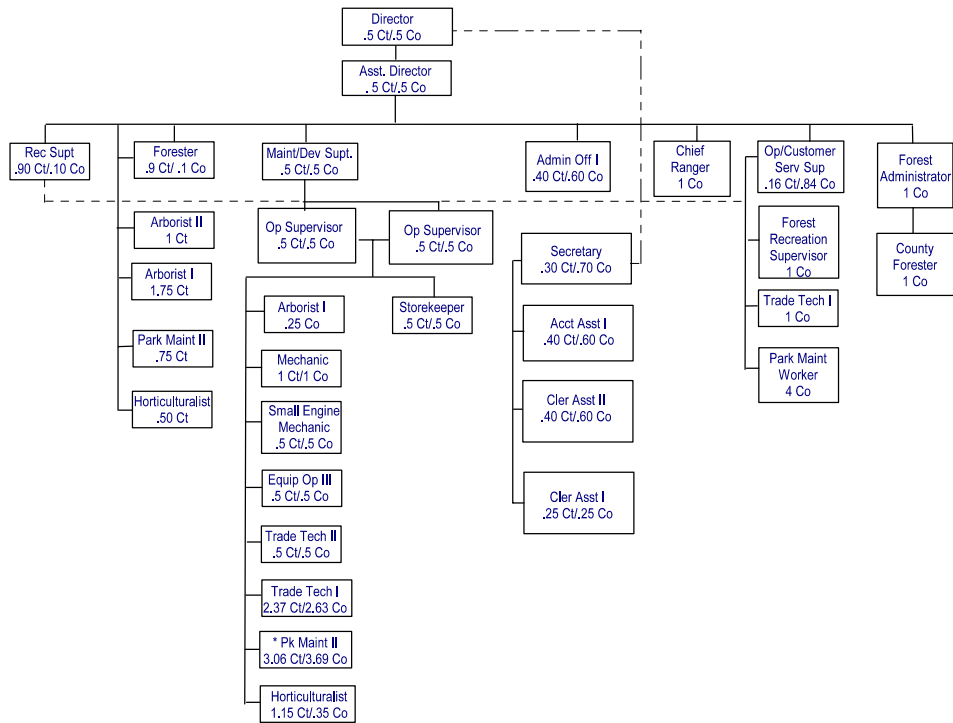 Director
.5 Ct/.5 Co
Asst. Director
.5 Ct/.5 Co
Rec Supt
.90 Ct/.10 Co
Forester
.9 Ct/ .1 Co
Maint/Dev Supt.
.5 Ct/.5 Co
Admin Off I
.40 Ct/.60 Co
Chief
Ranger
1 Co
Op/Customer
Serv Sup
.16 Ct/.84 Co
Forest
Administrator
1 Co
Arborist II
1 Ct
Arborist I
1.75 Ct
Park Maint II
.75 Ct
Horticulturalist
.50 Ct
Op Supervisor
.5 Ct/.5 Co
Op Supervisor
.5 Ct/.5 Co
Arborist I
.25 Co
Storekeeper
.5 Ct/.5 Co
Mechanic
1 Ct/1 Co
Small Engine
Mechanic
.5 Ct/.5 Co
Equip Op III
.5 Ct/.5 Co
Trade Tech II
.5 Ct/.5 Co
Trade Tech I
2.37 Ct/2.63 Co
* Pk Maint II
3.06 Ct/3.69 Co
Horticulturalist
1.15 Ct/.35 Co
Secretary
.30 Ct/.70 Co
Acct Asst I
.40 Ct/.60 Co
Cler Asst II
.40 Ct/.60 Co
Cler Asst I
.25 Ct/.25 Co
Forest
Recreation
Supervisor
1 Co
Trade Tech I
1 Co
Park Maint
Worker
4 Co
County
Forester
1 Co